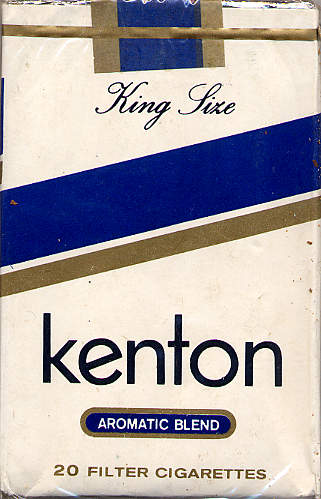 King Size
kenton
AROMATIC BLEND
20 FILTER CIGARETTES